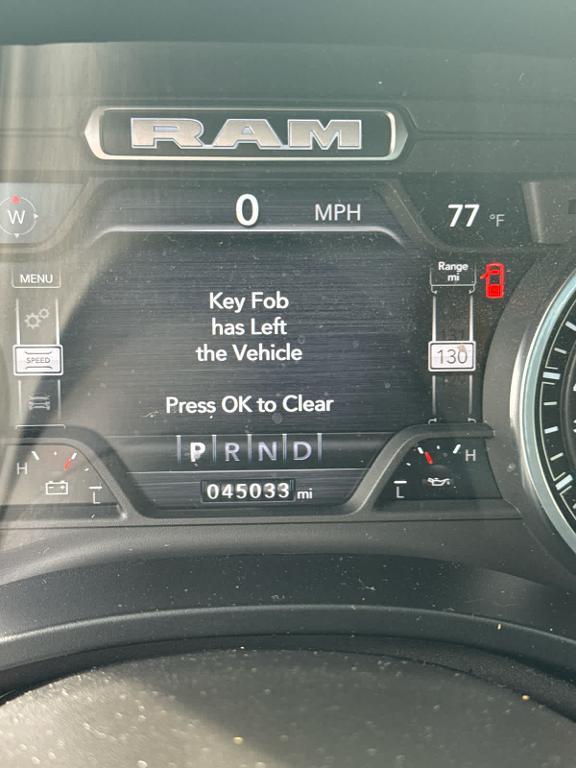 RAM
W
0 MPH
77 °F
MENU
Range
mi
Key Fob
has Left
the Vehicle
SPEED
130
Press OK to Clear
P R N D
H
H
L
045033 mi
L